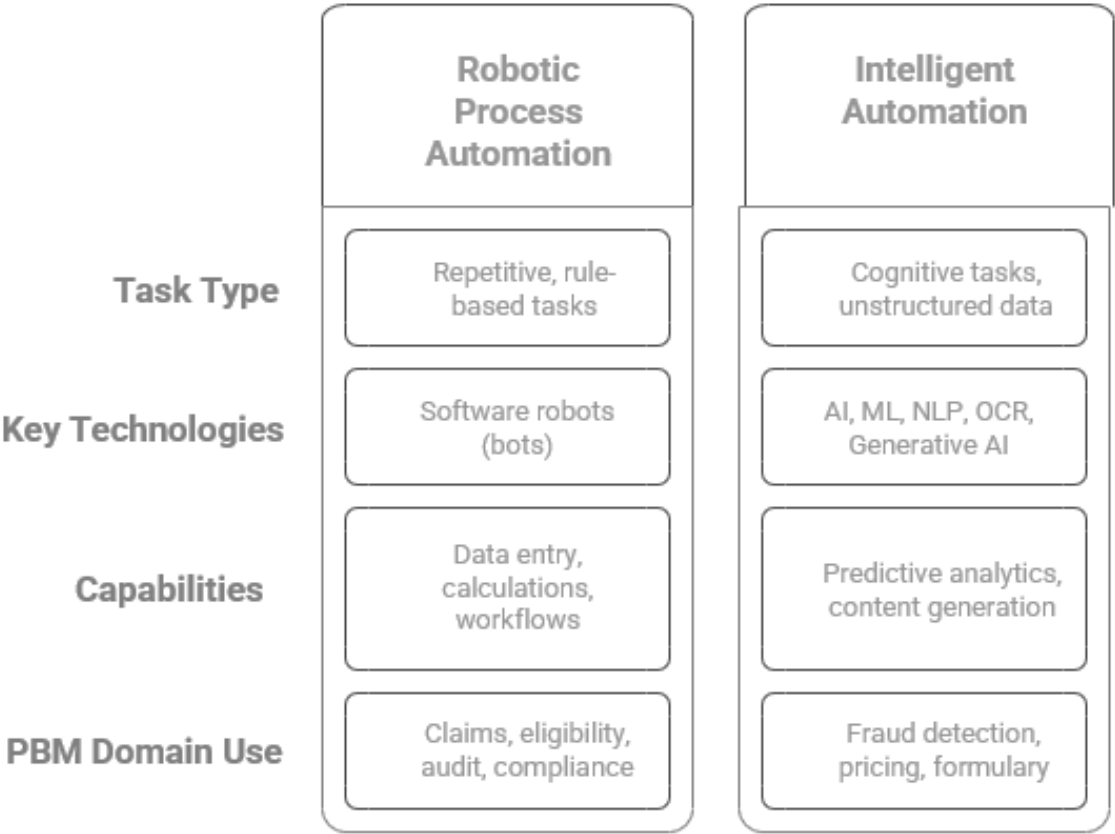 Robotic
Process
Automation
Intelligent
Automation
Task Type
Repetitive, rule-
based tasks
Cognitive tasks,
unstructured data
Key Technologies
Software robots
(bots)
AI, ML, NLP, OCR,
Generative AI
Capabilities
Data entry,
calculations,
workflows
Predictive analytics,
content generation
PBM Domain Use
Claims, eligibility,
audit, compliance
Fraud detection,
pricing, formulary